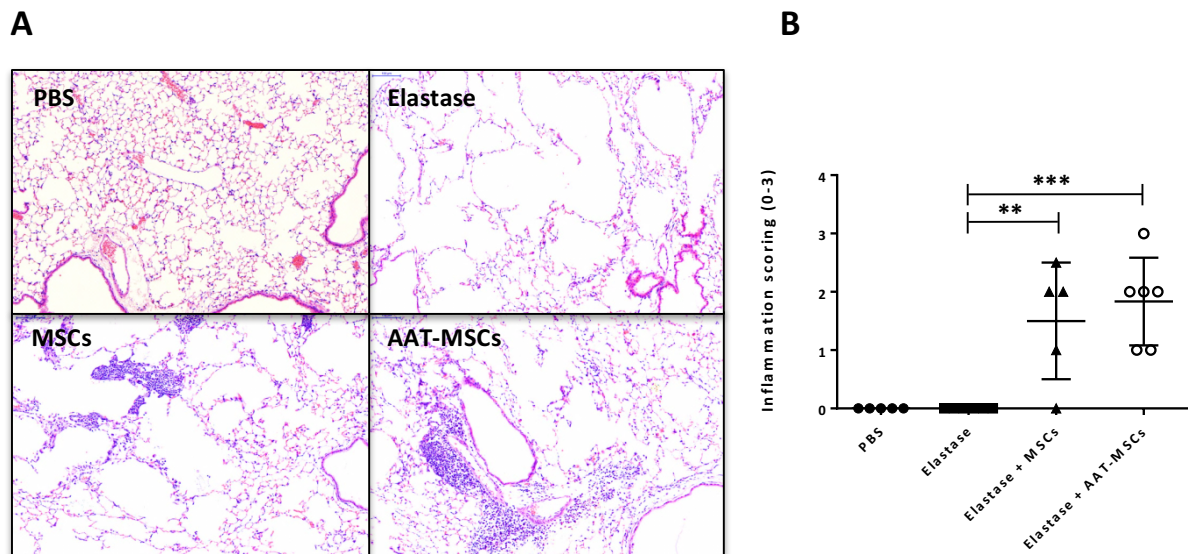 A
B
PBS
Elastase
MSCs
AAT-MSCs
Inflammation scoring (0-3)
4
3
2
1
0
***
**
PBS
Elastase
Elastase + MSCs
Elastase + AAT-MSCs